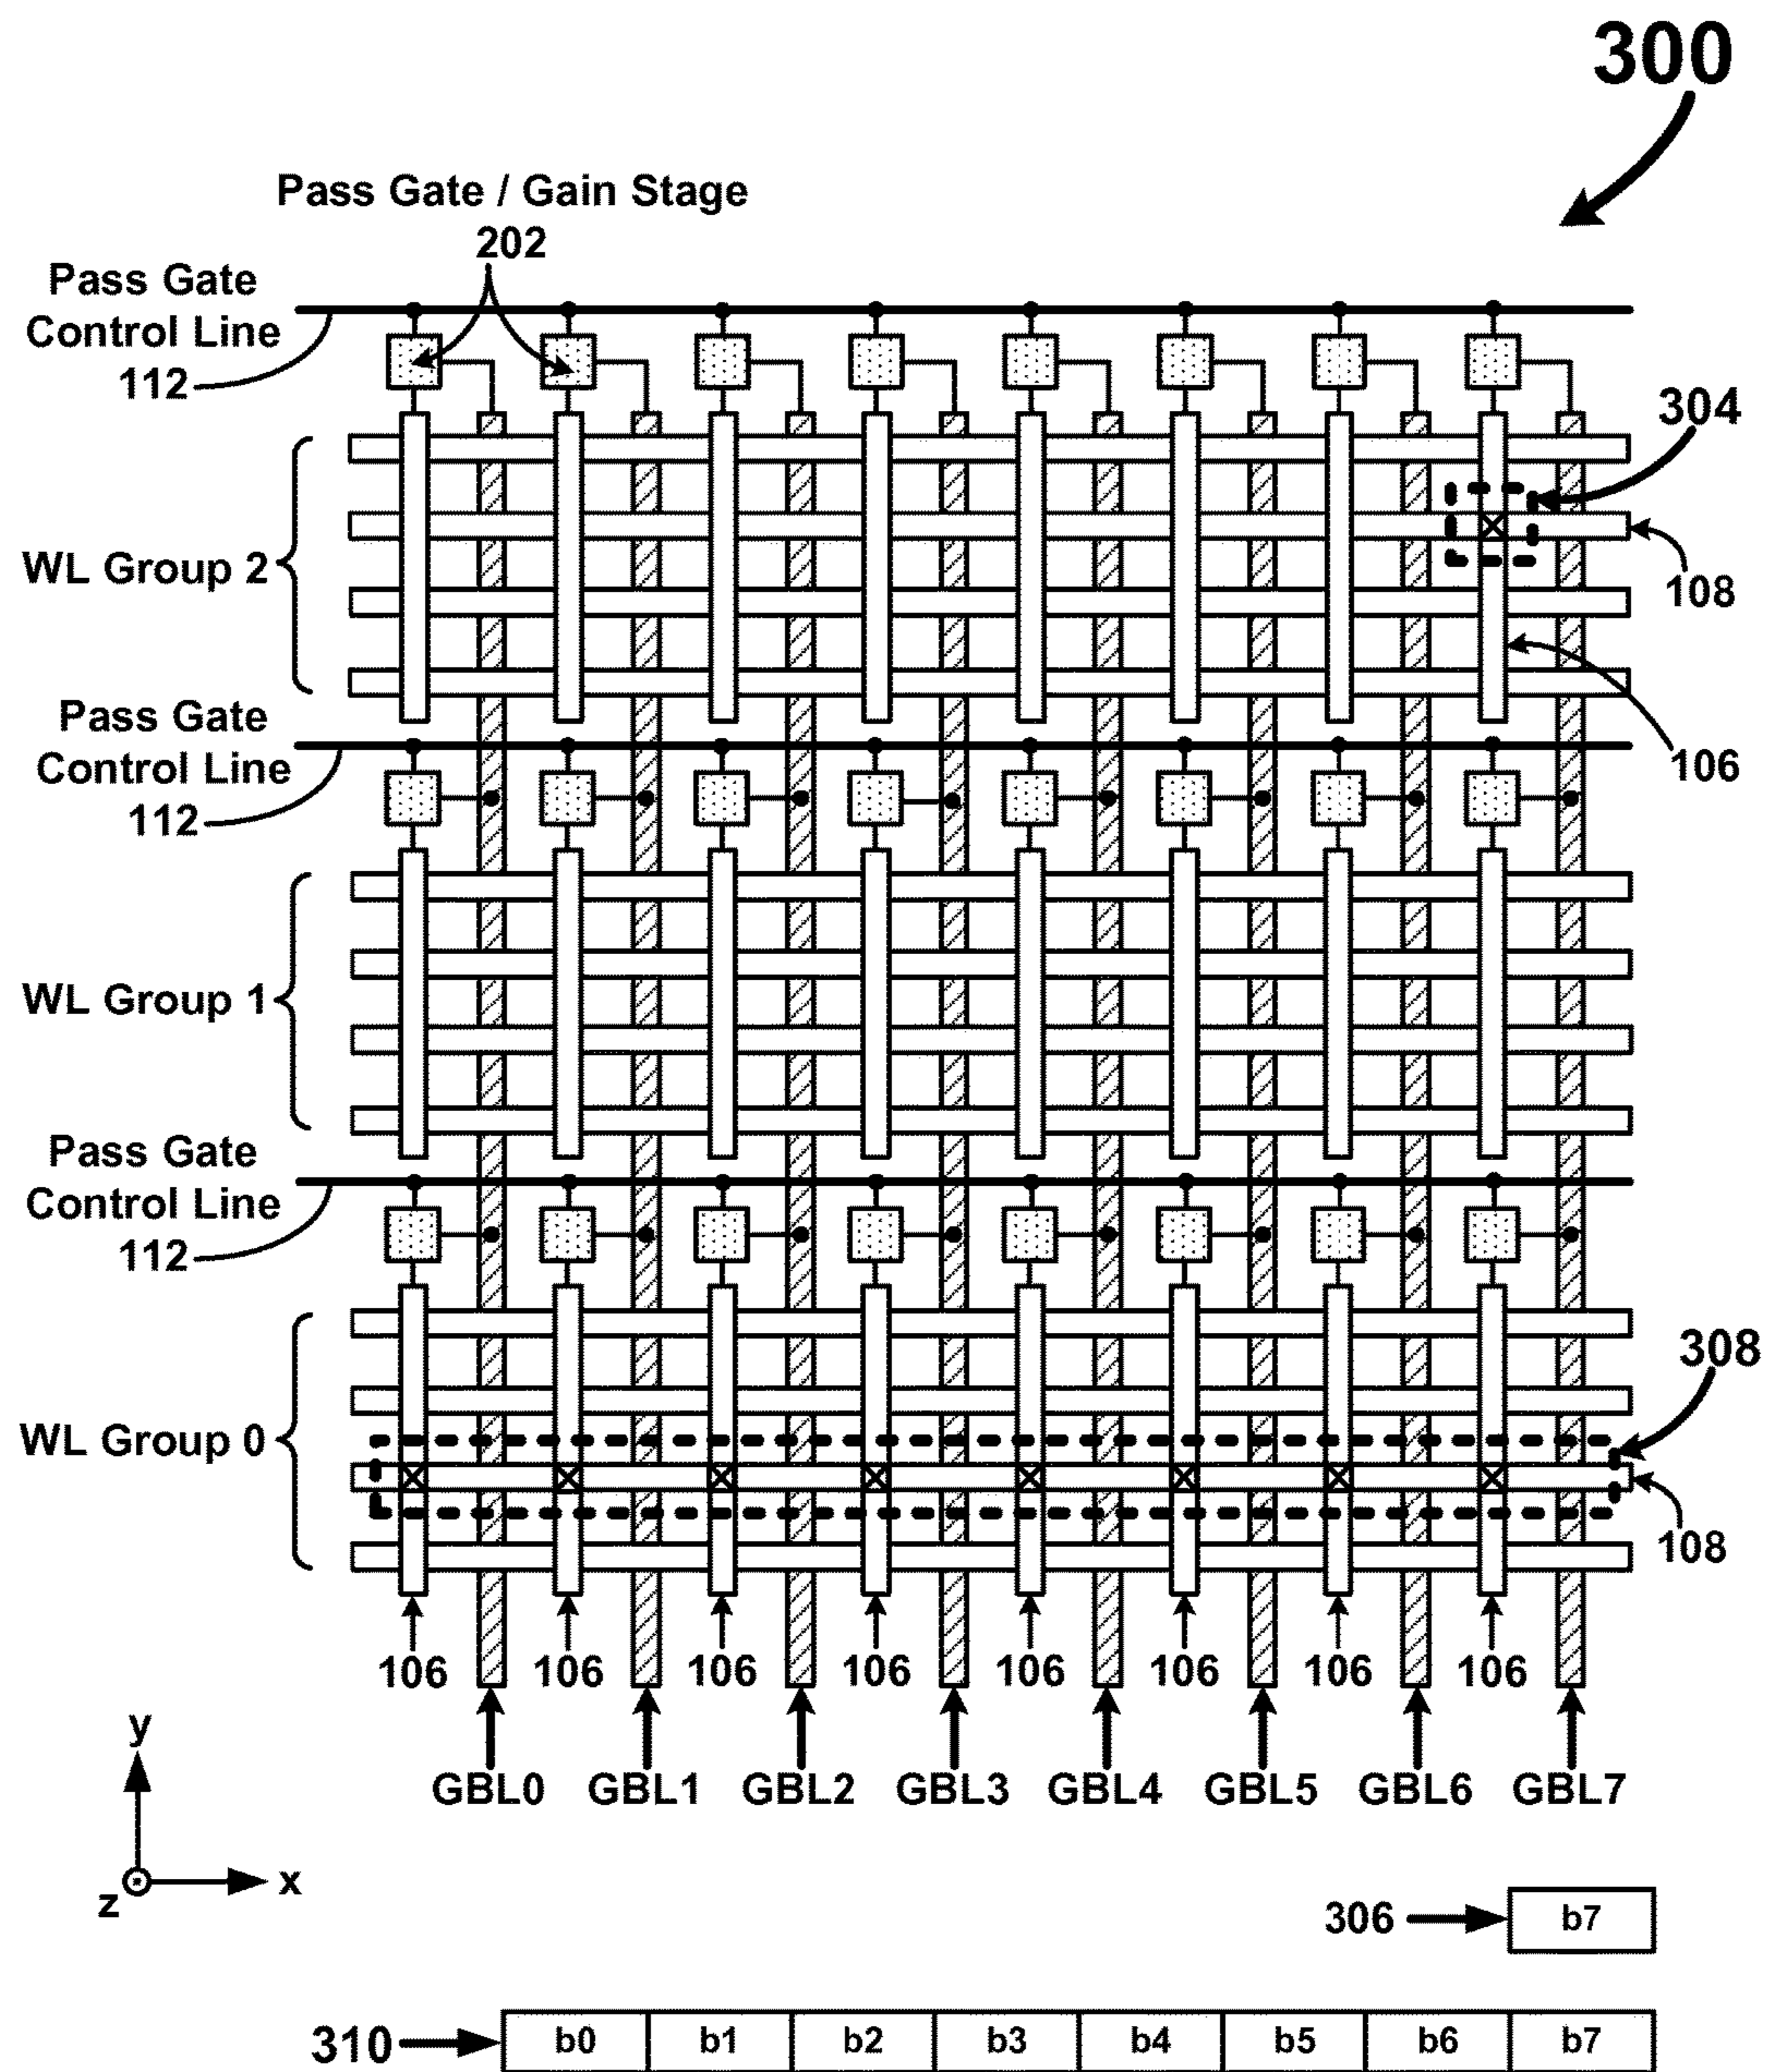 300
Pass Gate / Gain Stage
202
Pass Gate
Control Line
112
304
WL Group 2
108
106
Pass Gate
Control Line
112
WL Group 1
Pass Gate
Control Line
112
308
WL Group 0
108
106 106 106 106 106 106 106 106
GBL0 GBL1 GBL2 GBL3 GBL4 GBL5 GBL6 GBL7
y
x
z
306 b7
310 b0 b1 b2 b3 b4 b5 b6 b7